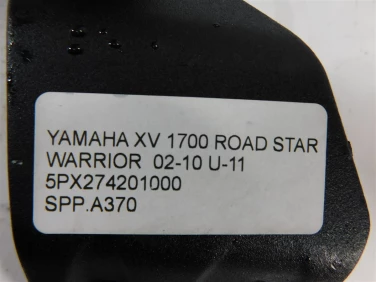 YAMAHA XV 1700 ROAD STAR
WARRIOR 02-10 U-11
5PX274201000
SPP.A370